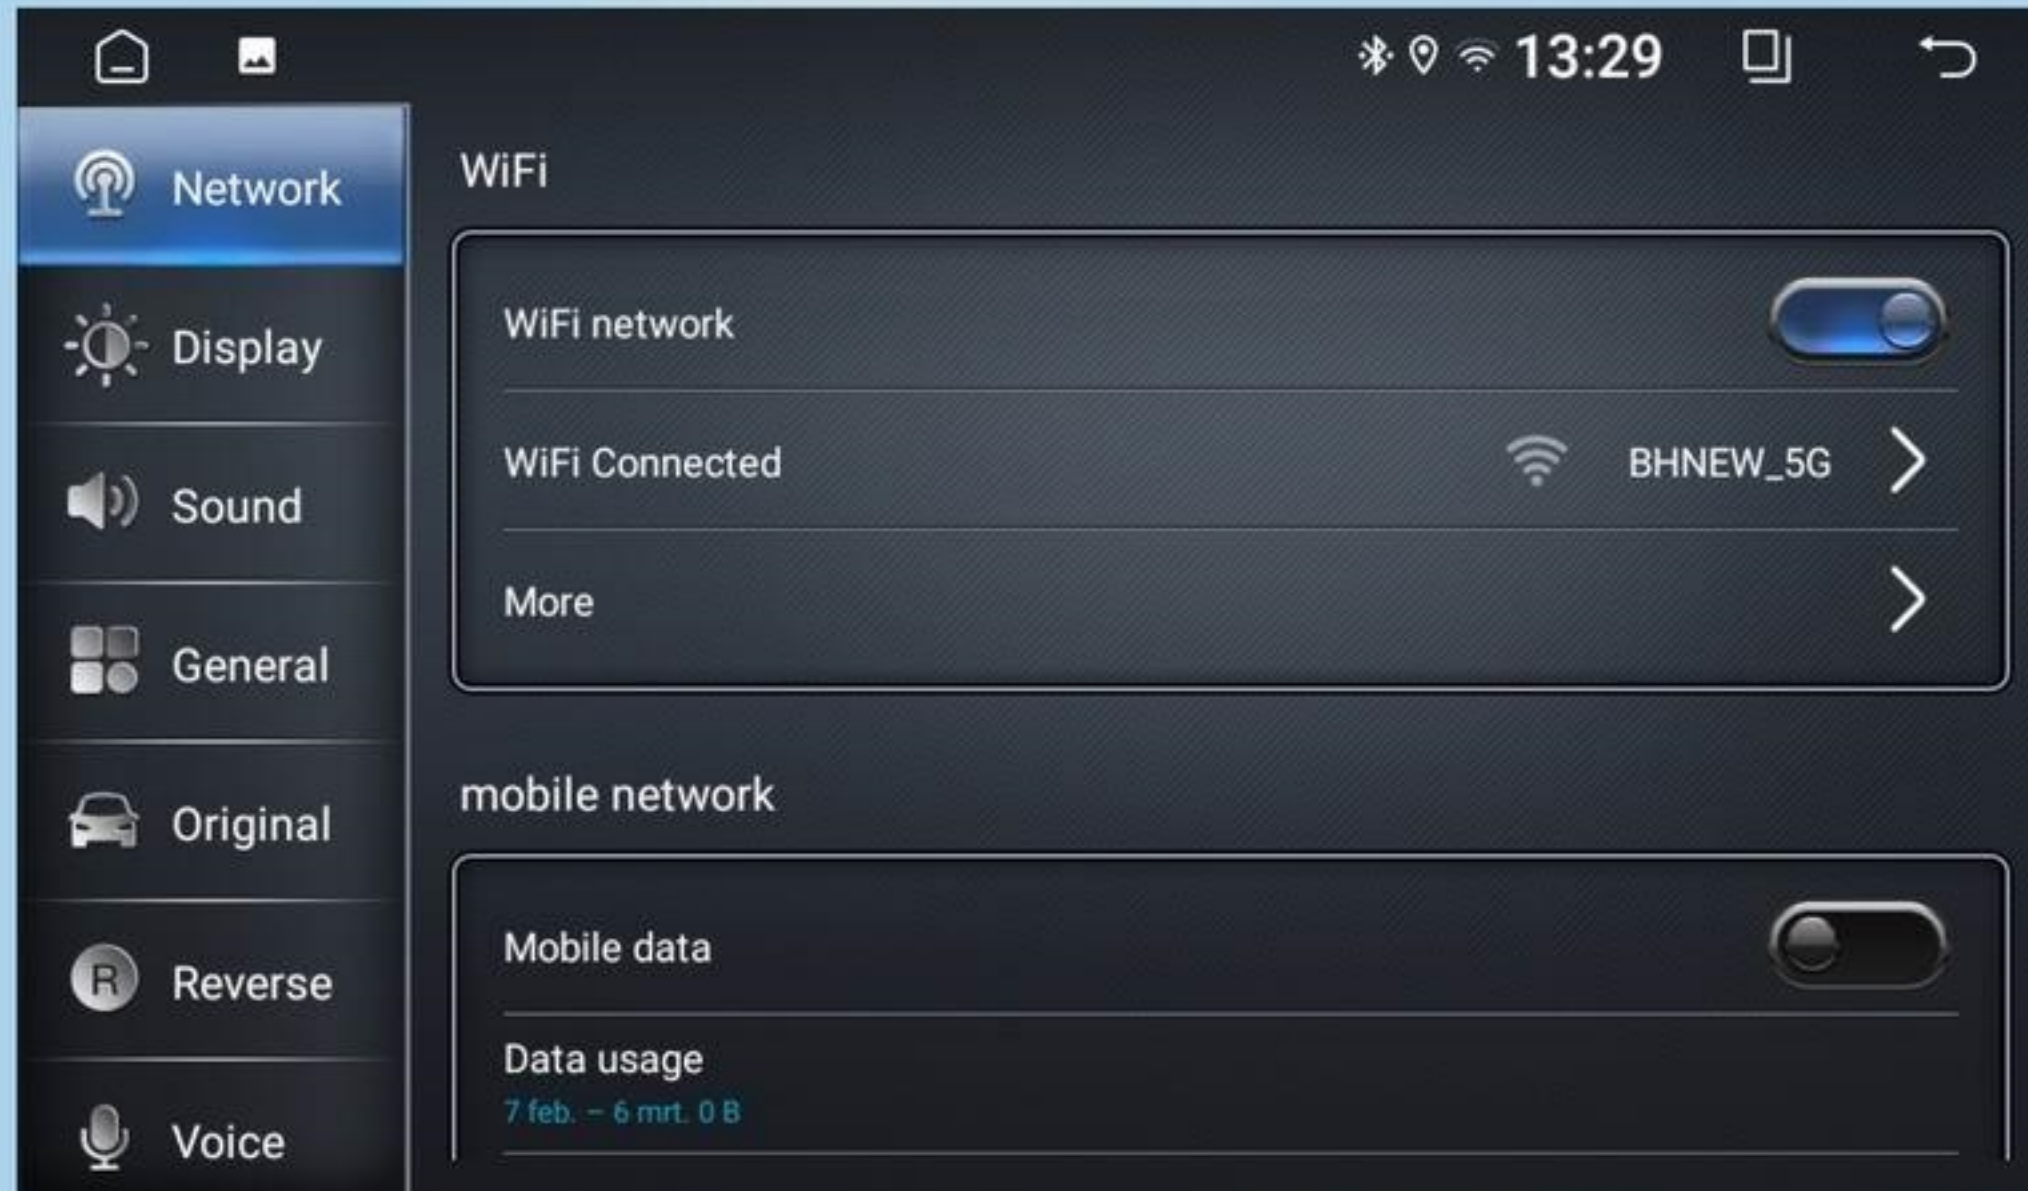 13:29
Network
Display
Sound
General
Original
R Reverse
Voice
WiFi
WiFi network
WiFi Connected BHNEW_5G
More
mobile network
Mobile data
Data usage
7 feb. – 6 mrt. 0 B